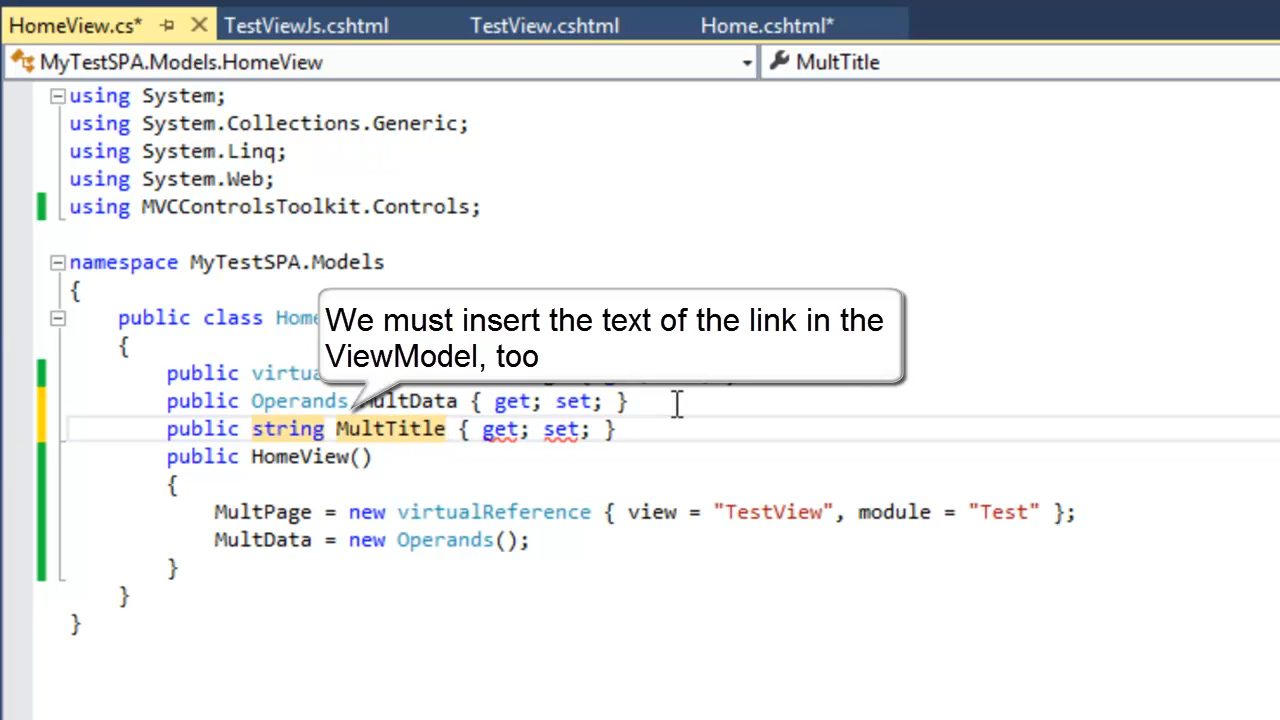 HomeView.cs* TestViewJs.cshtml TestView.cshtml Home.cshtml*
MyTestSPA.Models.HomeView MultTitle
using System;
using System.Collections.Generic;
using System.Linq;
using System.Web;
using MVCControlsToolkit.Controls;
namespace MyTestSPA.Models
{
public class Hom
We must insert the text of the link in the
ViewModel, too
{
public virtua
public Operands MultData { get; set; }
public string MultTitle { get; set; }
public HomeView()
{
MultPage = new virtualReference { view = "TestView", module = "Test" };
MultData = new Operands();
}
}
}